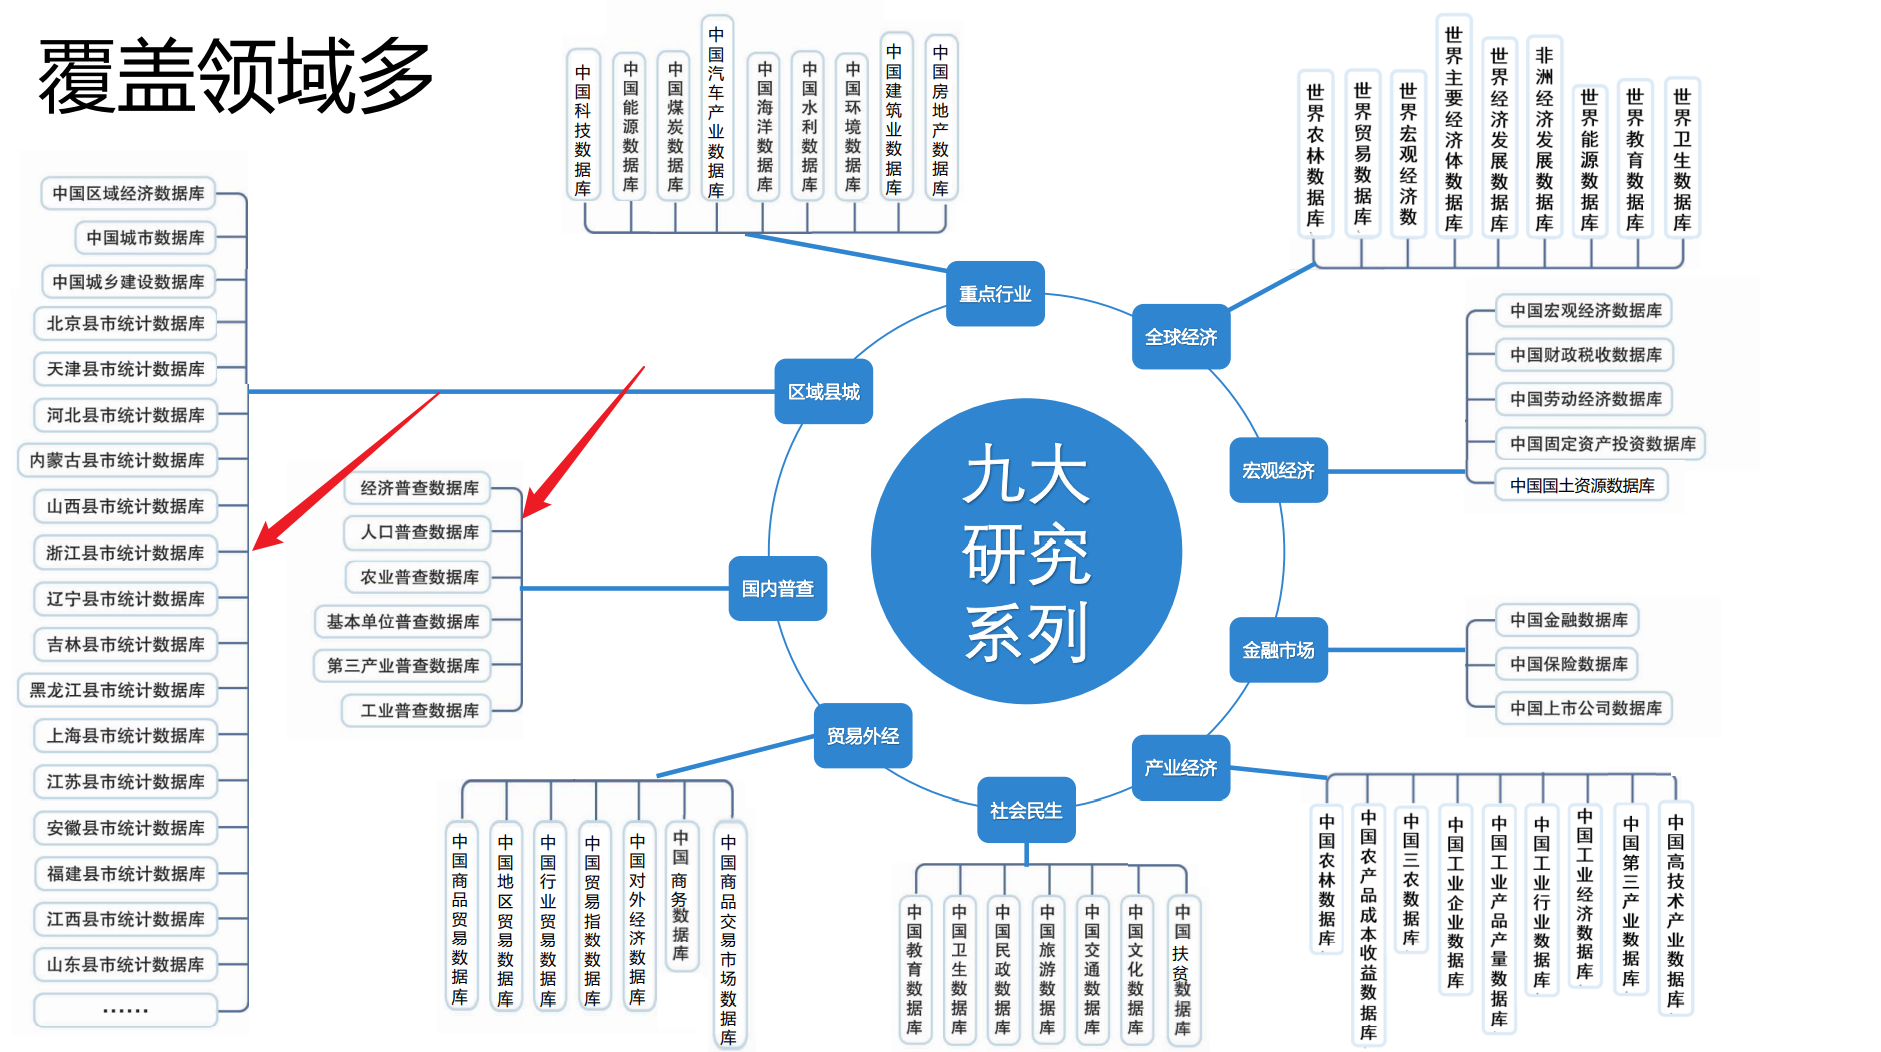 覆盖领域多
中国科技数据库
中国能源数据库
中国煤炭数据库
中国汽车产业数据库
中国海洋数据库
中国水利数据库
中国环境数据库
中国建筑业数据库
中国房地产数据库
世界农林数据库
世界贸易数据库
世界宏观经济数
世界主要经济体数据库
世界经济发展数据库
非洲经济发展数据库
世界能源数据库
世界教育数据库
世界卫生数据库
中国区域经济数据库
中国城市数据库
中国城乡建设数据库
北京县市统计数据库
天津县市统计数据库
河北县市统计数据库
内蒙古县市统计数据库
山西县市统计数据库
浙江县市统计数据库
辽宁县市统计数据库
吉林县市统计数据库
黑龙江县市统计数据库
上海县市统计数据库
江苏县市统计数据库
安徽县市统计数据库
福建县市统计数据库
江西县市统计数据库
山东县市统计数据库
······
经济普查数据库
人口普查数据库
农业普查数据库
基本单位普查数据库
第三产业普查数据库
工业普查数据库
重点行业
全球经济
区域县城
宏观经济
国内普查
金融市场
贸易外经
产业经济
社会民生
九大
研究
系列
中国宏观经济数据库
中国财政税收数据库
中国劳动经济数据库
中国固定资产投资数据库
中国国土资源数据库
中国金融数据库
中国保险数据库
中国上市公司数据库
中国商品贸易数据库
中国地区贸易数据库
中国行业贸易数据库
中国贸易指数数据库
中国对外经济数据库
中国商务数据库
中国商品交易市场数据库
中国教育数据库
中国卫生数据库
中国民政数据库
中国旅游数据库
中国交通数据库
中国文化数据库
中国扶贫数据库
中国农林数据库
中国农产品成本收益数据库
中国三农数据库
中国工业企业数据库
中国工业产品产量数据库
中国工业行业数据库
中国工业经济数据库
中国第三产业数据库
中国高技术产业数据库